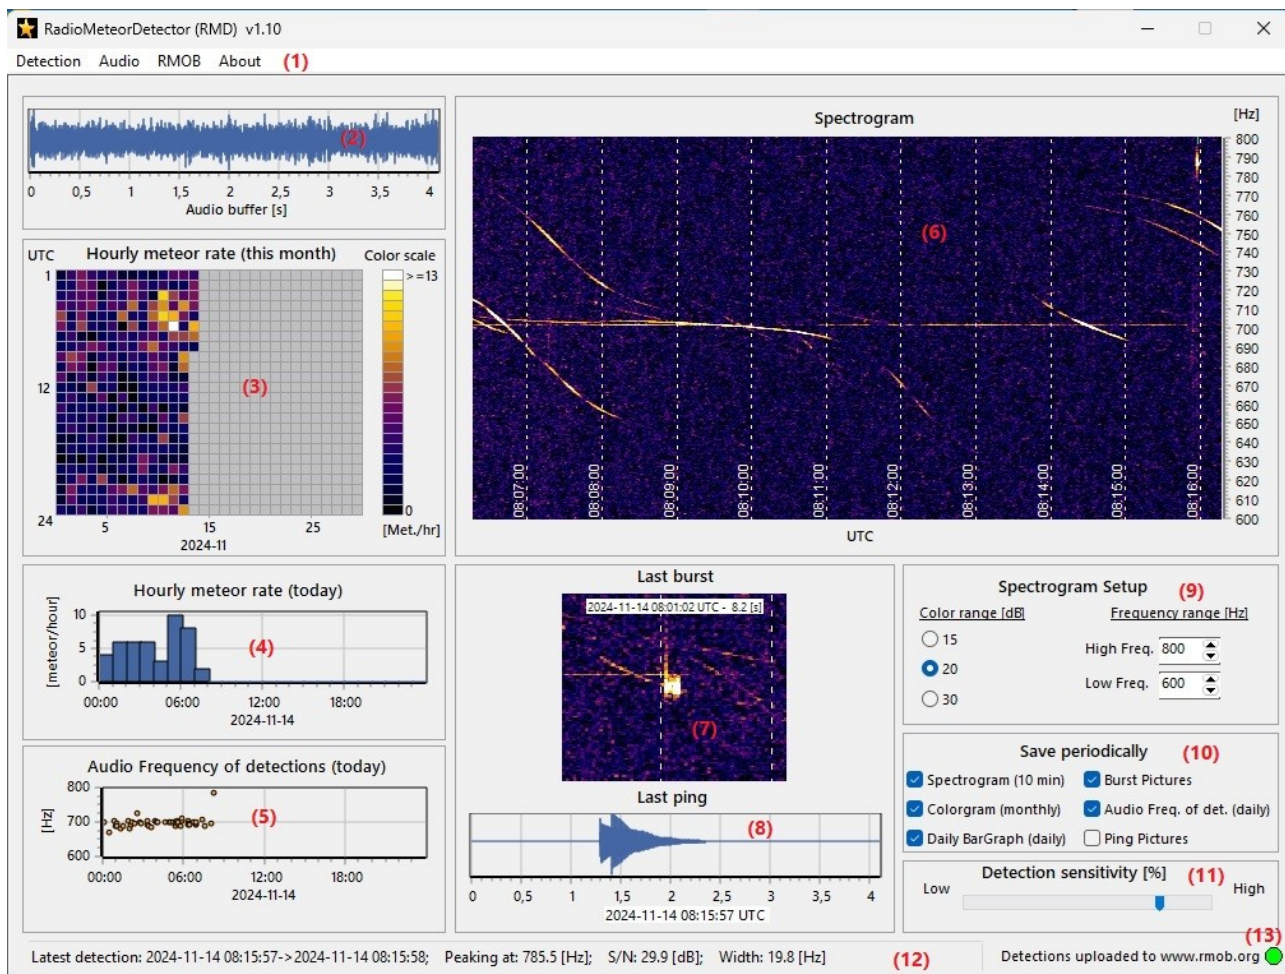 RadioMeteorDetector (RMD) v1.10
Detection Audio RMOB About (1)
(2)
0 0,5 1 1,5 2 2,5 3 3,5 4
Audio buffer [s]
UTC Hourly meteor rate (this month) Color scale
1
12
24
(3)
>=13
0
[Met./hr]
5 15 25
2024-11
Hourly meteor rate (today)
[meteor/hour]
10
5
0
(4)
00:00 06:00 12:00 18:00
2024-11-14
Audio Frequency of detections (today)
[Hz]
800
700
600
(5)
00:00 06:00 12:00 18:00
2024-11-14
Spectrogram
[Hz]
800
790
780
770
760
750
740
730
720
710
700
690
680
670
660
650
640
630
620
610
600
(6)
08:07:00 08:08:00 08:09:00 08:10:00 08:11:00 08:12:00 08:13:00 08:14:00 08:15:00 08:16:00
UTC
Last burst
2024-11-14 08:01:02 UTC - 8.2 [s]
(7)
Last ping
(8)
0 0,5 1 1,5 2 2,5 3 3,5 4
2024-11-14 08:15:57 UTC
Spectrogram Setup (9)
Color range [dB] Frequency range [Hz]
15
20
30
High Freq. 800
Low Freq. 600
Save periodically (10)
Spectrogram (10 min) Burst Pictures
Colorgram (monthly) Audio Freq. of det. (daily)
Daily BarGraph (daily) Ping Pictures
Detection sensitivity [%] (11)
Low High
Latest detection: 2024-11-14 08:15:57->2024-11-14 08:15:58; Peaking at: 785.5 [Hz]; S/N: 29.9 [dB]; Width: 19.8 [Hz] (12)
(13)
Detections uploaded to www.rmob.org